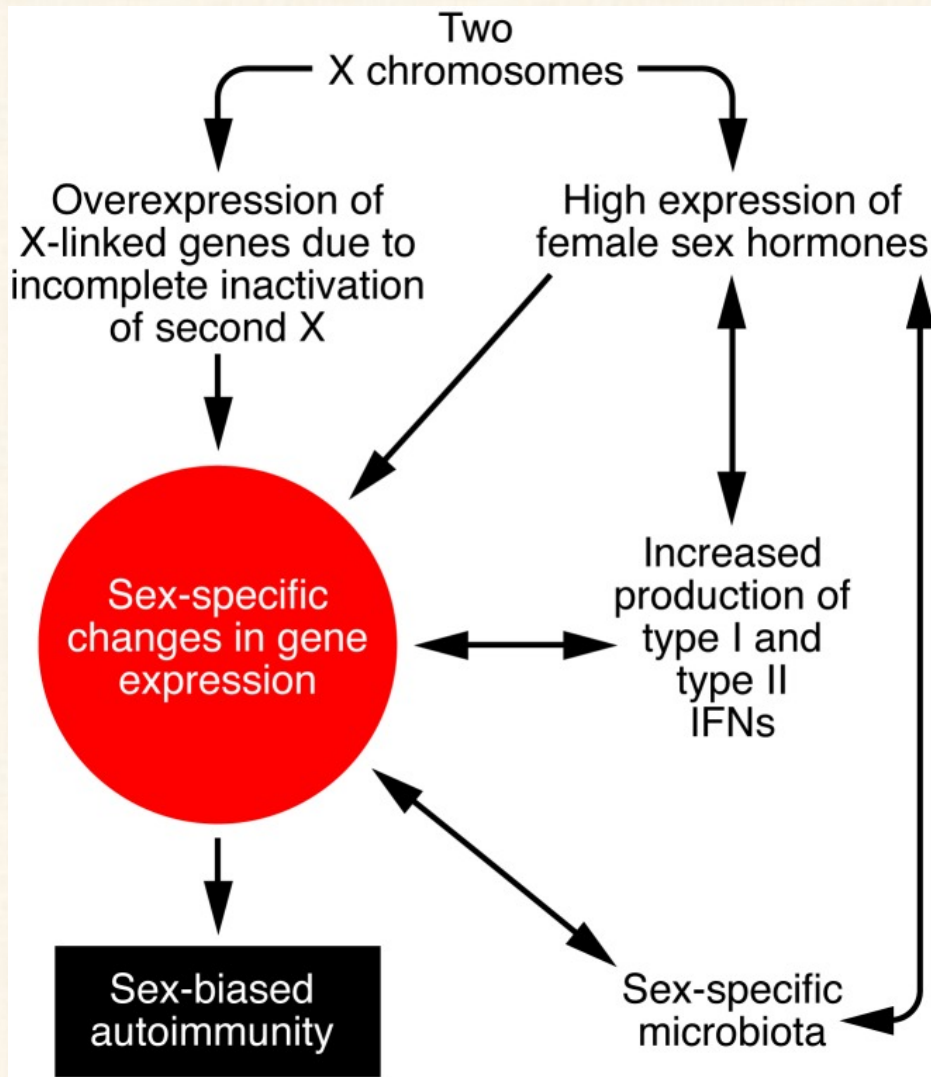 Two
X chromosomes
Overexpression of
X-linked genes due to
incomplete inactivation
of second X
High expression of
female sex hormones
Sex-specific
changes in gene
expression
Increased
production of
type I and
type II
IFNs
Sex-biased
autoimmunity
Sex-specific
microbiota